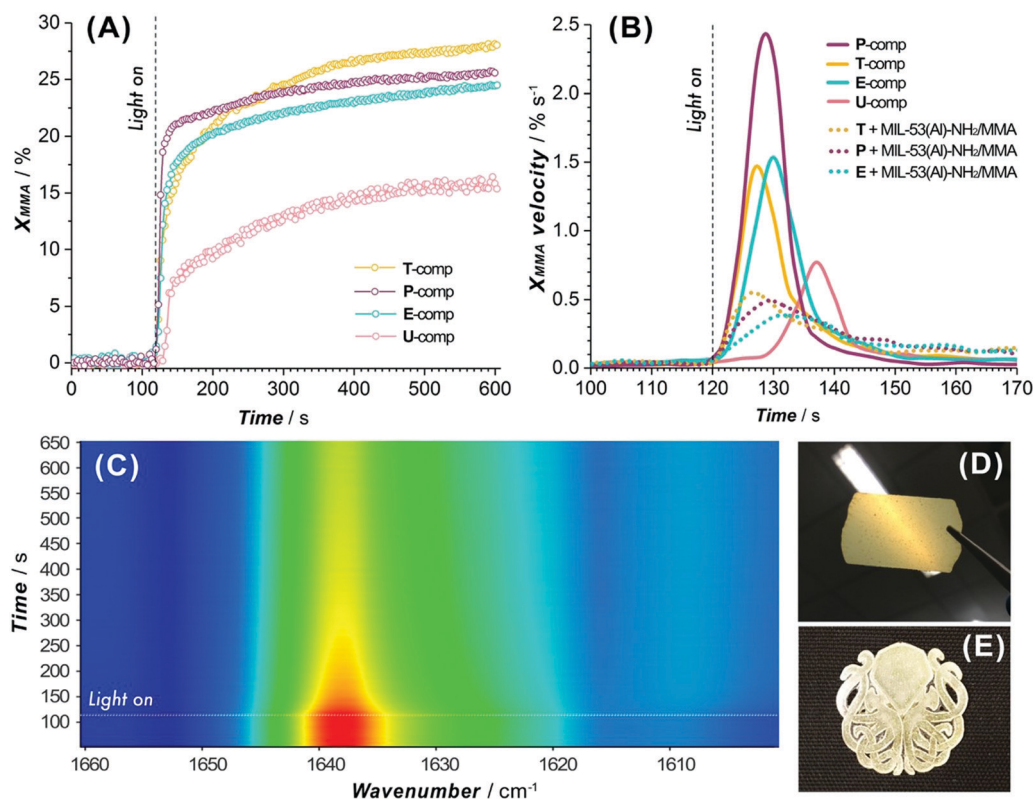 (A)
30
25
20
15
10
5
0
X_MMA / %
Light on
T-comp
P-comp
E-comp
U-comp
0 100 200 300 400 500 600
Time / s
(B)
2.5
2.0
1.5
1.0
0.5
0.0
X_MMA velocity / % s⁻¹
Light on
P-comp
T-comp
E-comp
U-comp
T + MIL-53(Al)-NH₂/MMA
P + MIL-53(Al)-NH₂/MMA
E + MIL-53(Al)-NH₂/MMA
100 110 120 130 140 150 160 170
Time / s
(C)
650
600
550
500
450
400
350
300
250
200
150
100
Time / s
Light on
1660 1650 1640 1630 1620 1610
Wavenumber / cm⁻¹
(D)
(E)